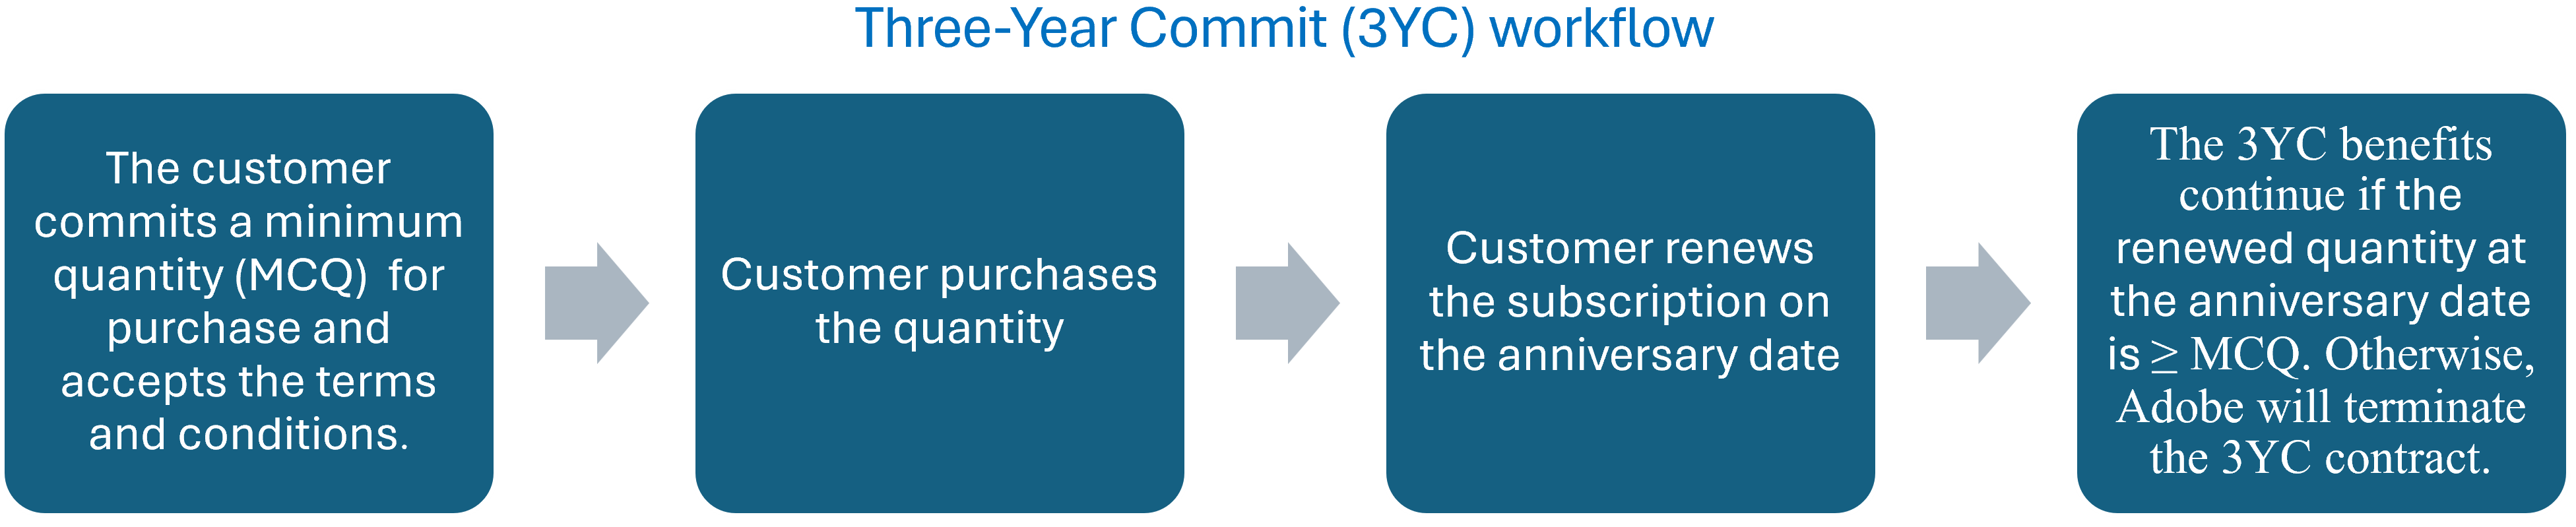 Three-Year Commit (3YC) workflow
The customer
commits a minimum
quantity (MCQ)  for
purchase and
accepts the terms
and conditions.
Customer purchases
the quantity
Customer renews
the subscription on
the anniversary date
The 3YC benefits
continue if the
renewed quantity at
the anniversary date
is ≥ MCQ. Otherwise,
Adobe will terminate
the 3YC contract.